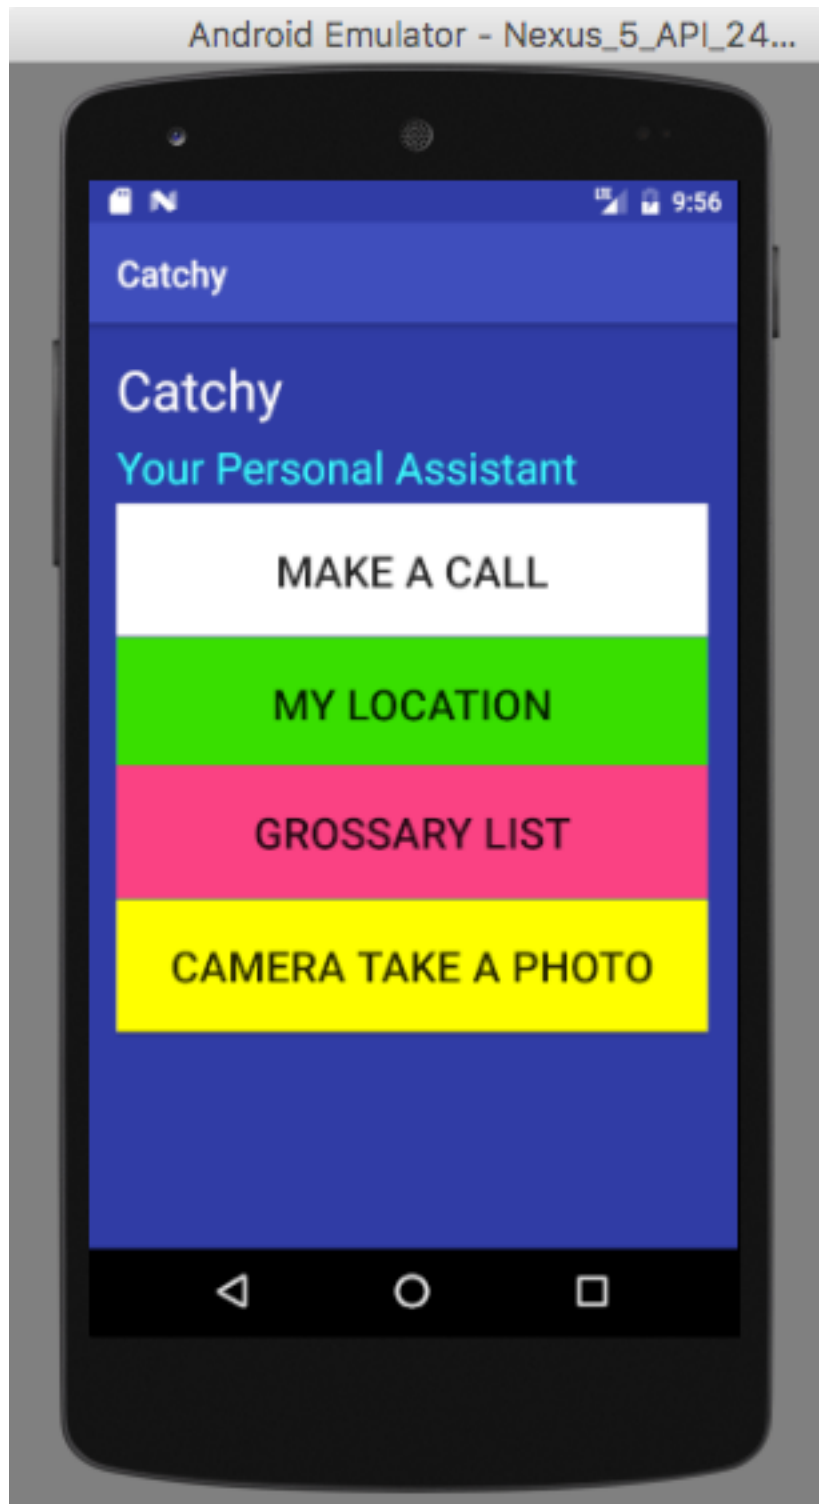 Android Emulator - Nexus_5_API_24...
LTE 9:56
Catchy
Catchy
Your Personal Assistant
MAKE A CALL
MY LOCATION
GROSSARY LIST
CAMERA TAKE A PHOTO